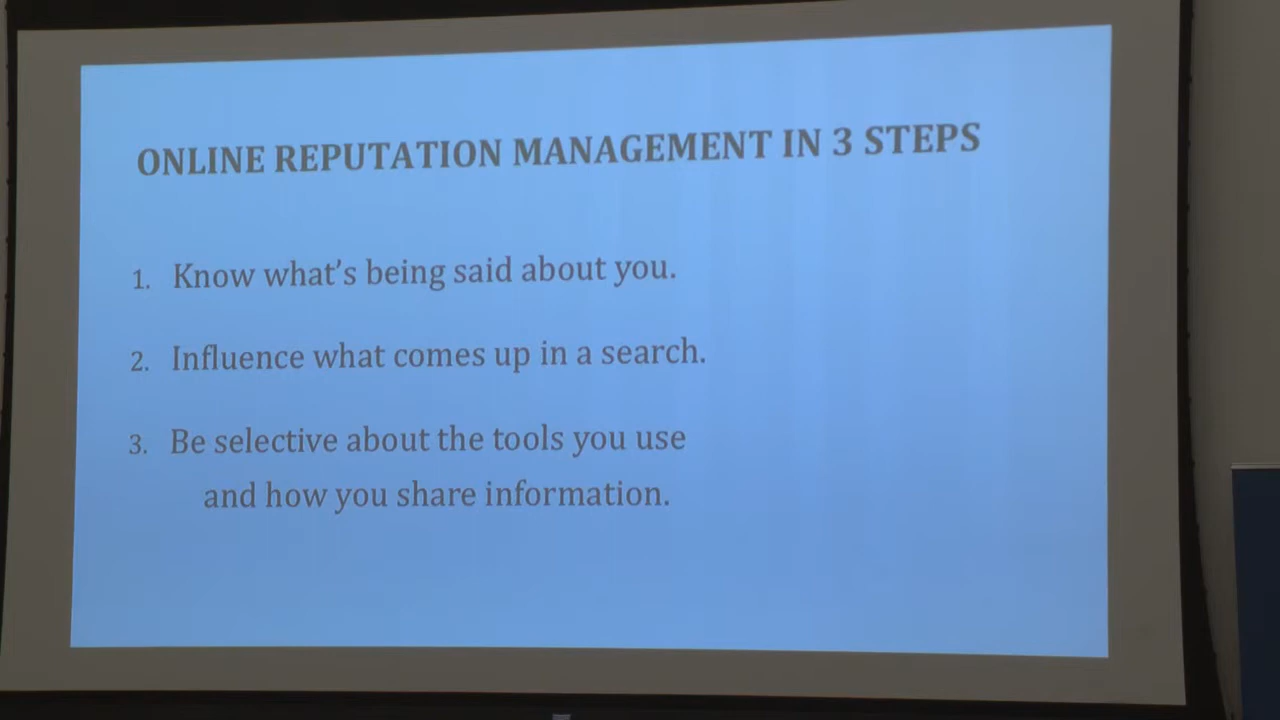 ONLINE REPUTATION MANAGEMENT IN 3 STEPS
1. Know what's being said about you.
2. Influence what comes up in a search.
3. Be selective about the tools you use
and how you share information.